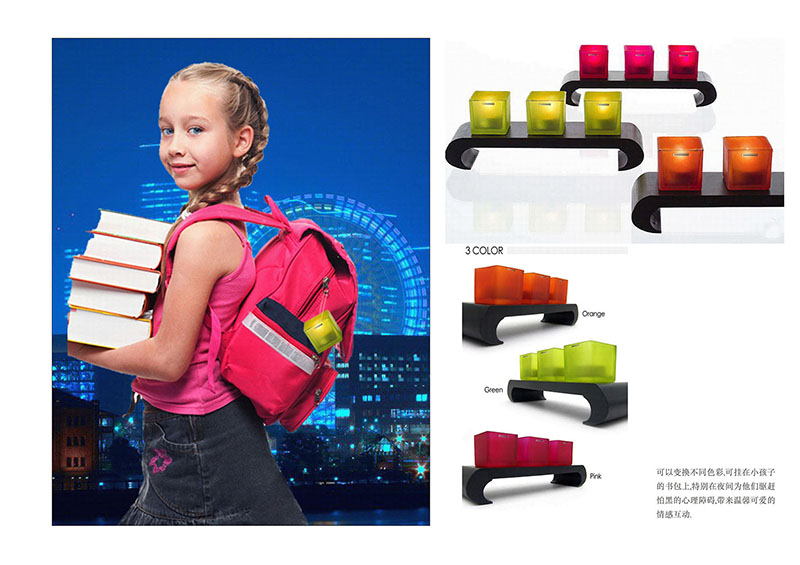 3 COLOR
Orange
Green
Pink
可以变换不同色彩,可挂在小孩子
的书包上,特别在夜间为他们驱赶
怕黑的心理障碍,带来温馨可爱的
情感互动.